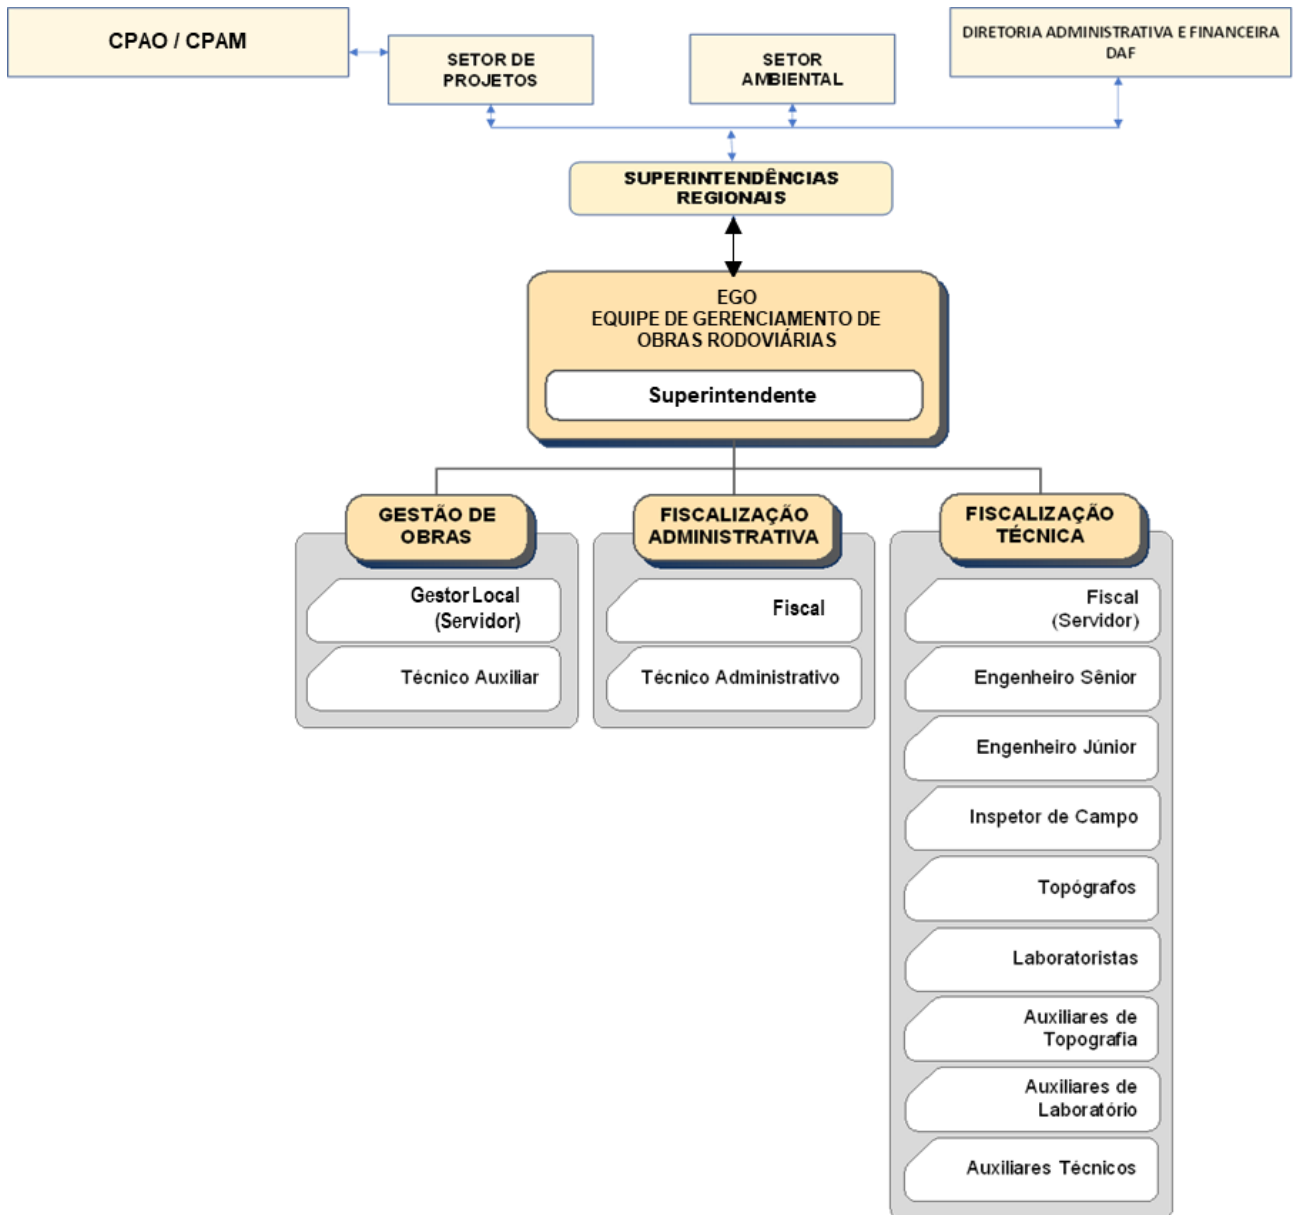 CPAO / CPAM
SETOR DE
PROJETOS
SETOR
AMBIENTAL
DIRETORIA ADMINISTRATIVA E FINANCEIRA
DAF
SUPERINTENDÊNCIAS
REGIONAIS
EGO
EQUIPE DE GERENCIAMENTO DE
OBRAS RODOVIÁRIAS
Superintendente
GESTÃO DE
OBRAS
Gestor Local
(Servidor)
Técnico Auxiliar
FISCALIZAÇÃO
ADMINISTRATIVA
Fiscal
Técnico Administrativo
FISCALIZAÇÃO
TÉCNICA
Fiscal
(Servidor)
Engenheiro Sênior
Engenheiro Júnior
Inspetor de Campo
Topógrafos
Laboratoristas
Auxiliares de
Topografia
Auxiliares de
Laboratório
Auxiliares Técnicos